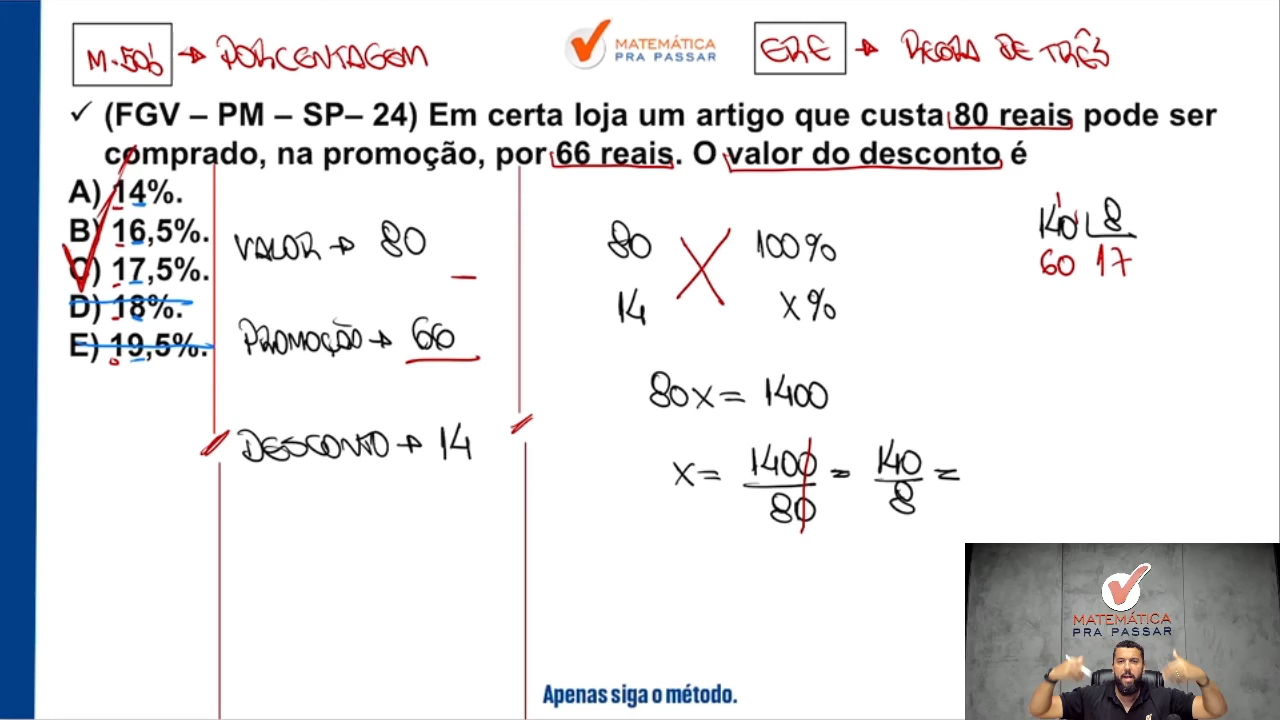 M.50% → PORCENTAGEM
MATEMÁTICA
PRA PASSAR
→ REGRA DE TRÊS
✓ (FGV – PM – SP– 24) Em certa loja um artigo que custa 80 reais pode ser
comprado, na promoção, por 66 reais. O valor do desconto é
A) 14%.
B) 16,5%.
C) 17,5%.
D) 18%.
E) 19,5%.
VALOR → 80
PROMOÇÃO → 66
DESCONTO → 14
80 100%
14 X%
80X = 1400
X = 1400/80 = 140/8 =
140 8
60 17
MATEMÁTICA
PRA PASSAR
Apenas siga o método.